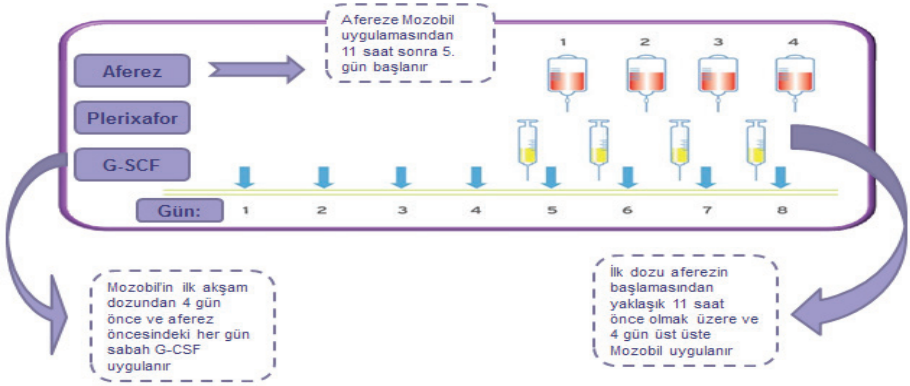 Afereze Mozobil
uygulamasından
11 saat sonra 5.
gün başlanır
1 2 3 4
Aferez
Plerixafor
G-SCF
Gün: 1 2 3 4 5 6 7 8
Mozobil'in ilk akşam
dozundan 4 gün
önce ve aferez
öncesindeki her gün
sabah G-CSF
uygulanır
İlk dozu aferezin
başlamasından
yaklaşık 11 saat
önce olmak üzere ve
4 gün üst üste
Mozobil uygulanır